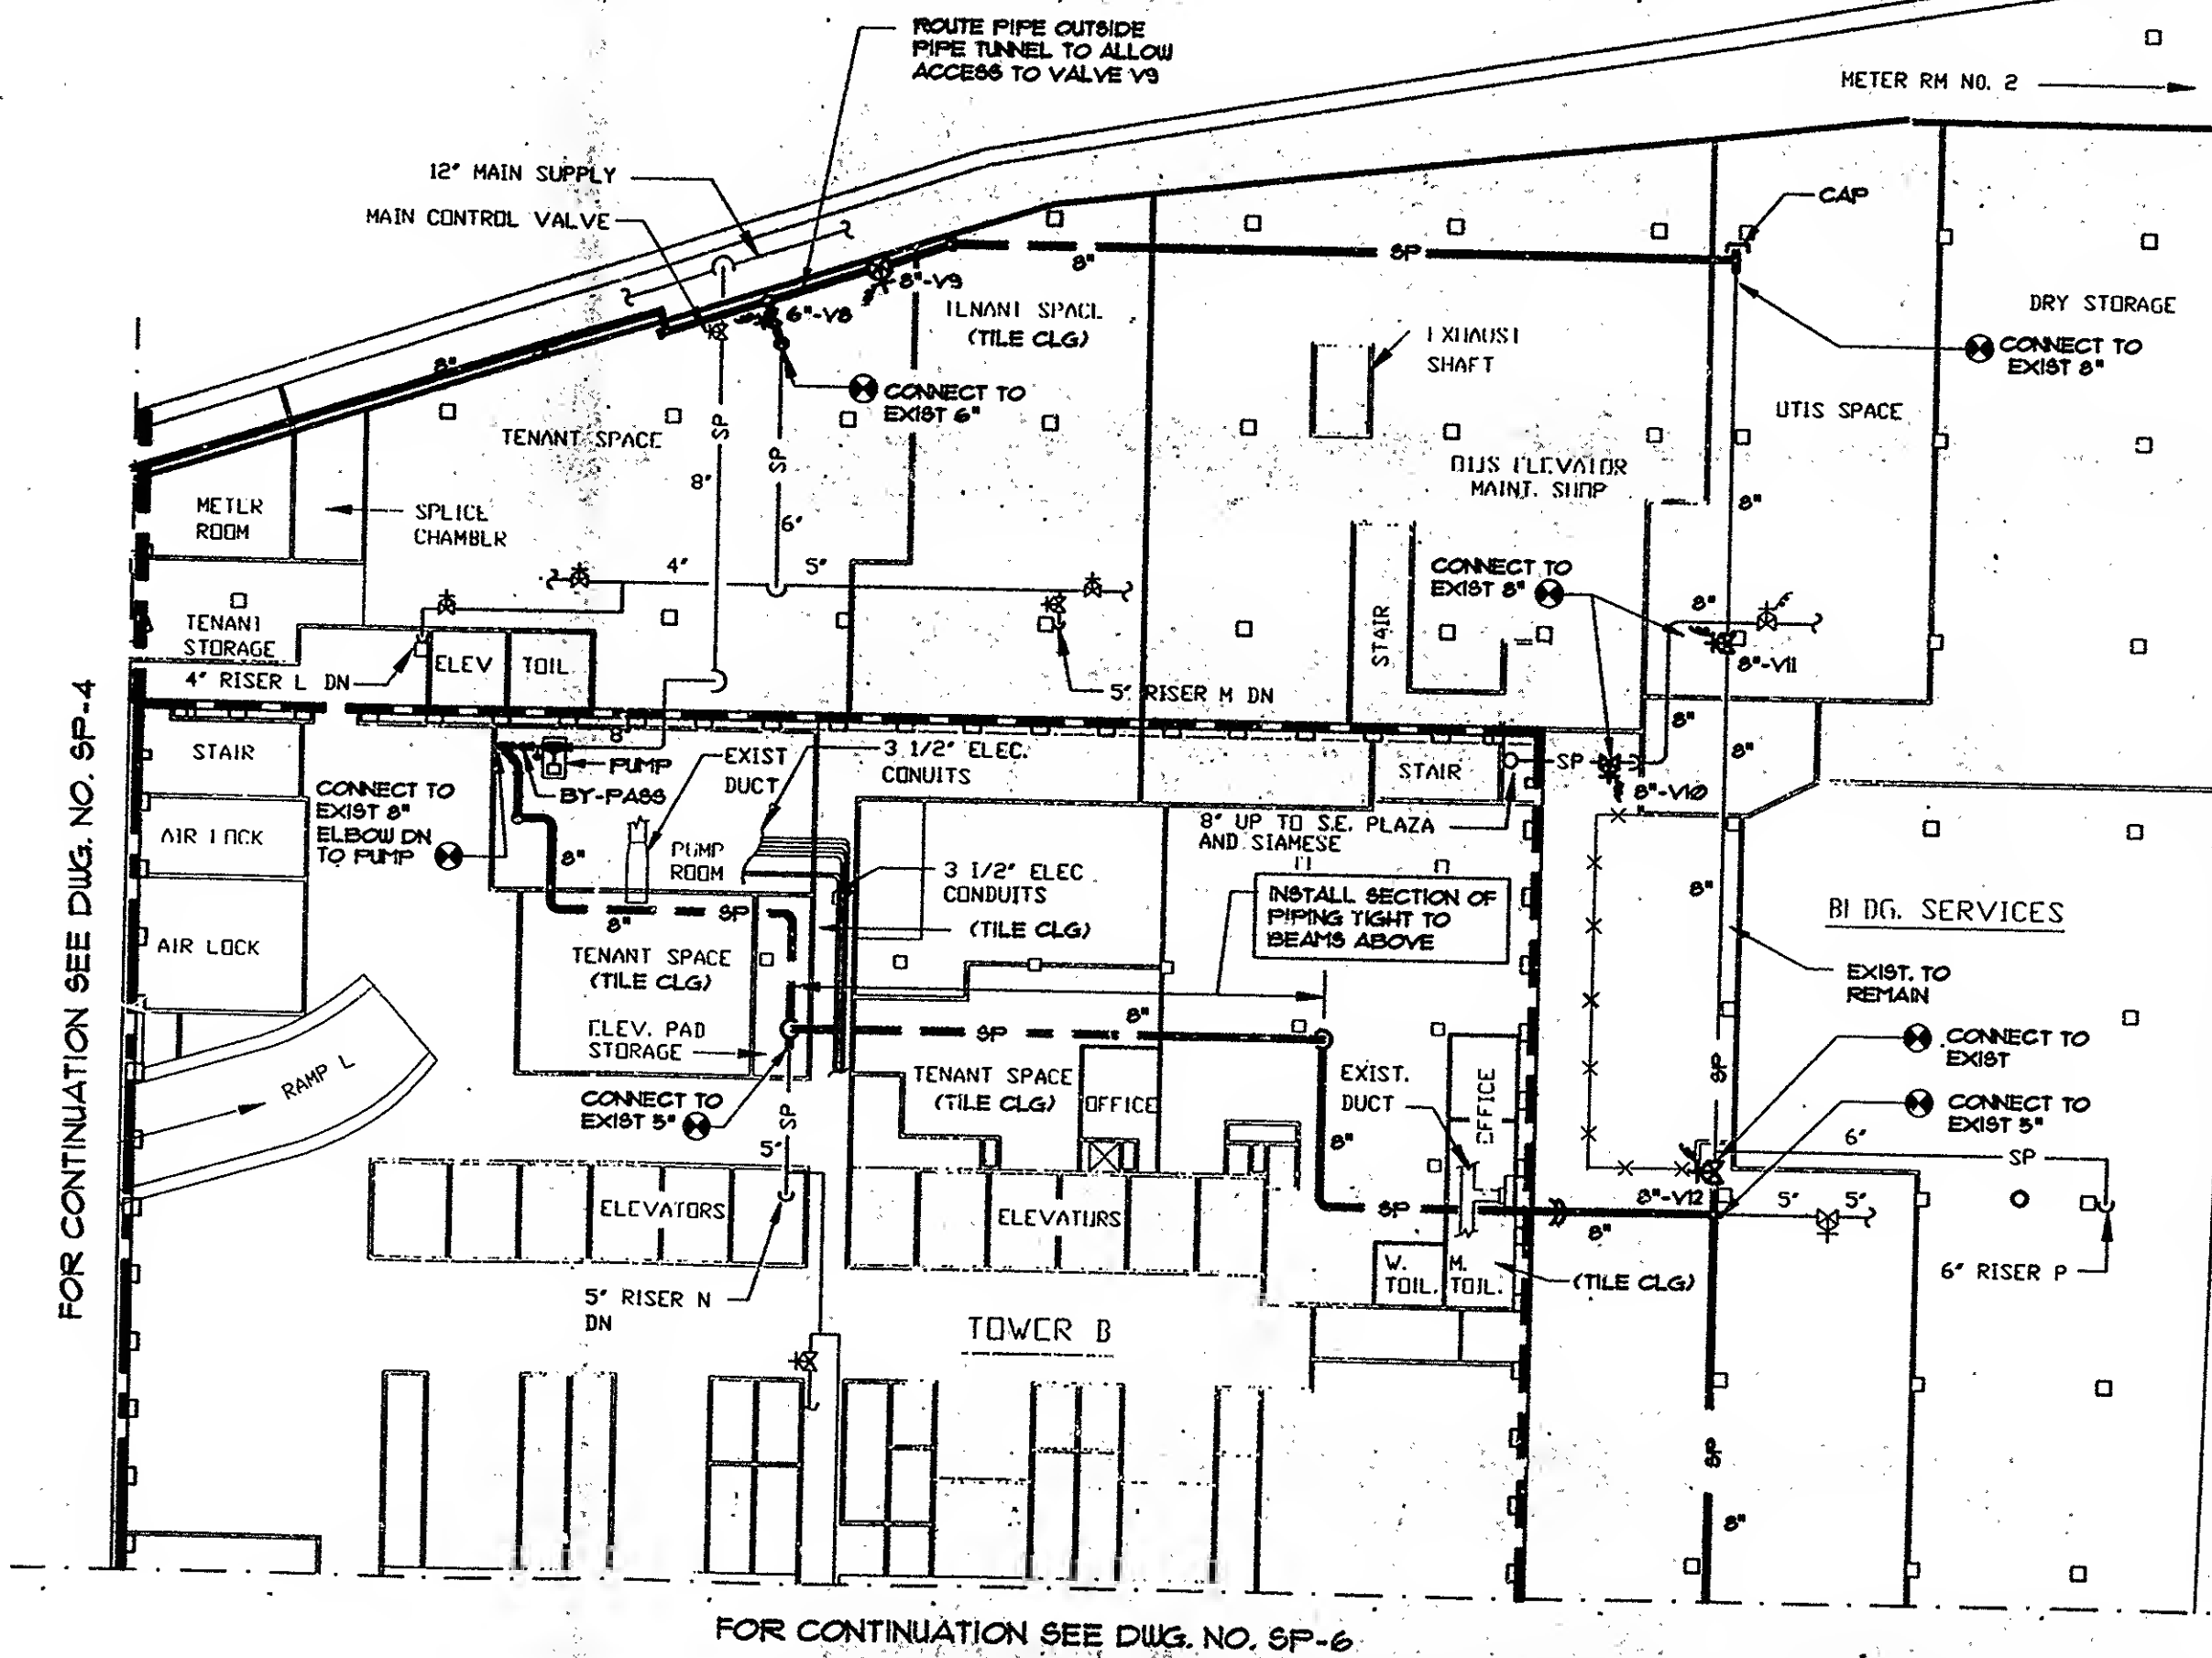 ROUTE PIPE OUTSIDE
PIPE TUNNEL TO ALLOW
ACCESS TO VALVE V9
METER RM NO. 2
12" MAIN SUPPLY
MAIN CONTROL VALVE
CAP
8"
SP
8"-V9
6"-V8
TENANT SPACE
(TILE CLG)
EXHAUST
SHAFT
DRY STORAGE
CONNECT TO
EXIST 8"
8"
CONNECT TO
EXIST 6"
UTIS SPACE
TENANT SPACE
SP
SP
8"
6"
ELEVATOR
MAINT. SHOP
8"
METER
ROOM
SPLICE
CHAMBER
4"
5"
CONNECT TO
EXIST 8"
8"
TENANT
STORAGE
STAIR
8"-V11
ELEV
TOIL
4" RISER L DN
5" RISER M DN
8"
8"
8"
STAIR
PUMP
EXIST
DUCT
3 1/2" ELEC.
CONUITS
STAIR
SP
8"-V10
CONNECT TO
EXIST 8"
ELBOW DN
TO PUMP
BY-PASS
8" UP TO S.E. PLAZA
AND SIAMESE
AIR LOCK
8"
PUMP
ROOM
3 1/2" ELEC
CONDUITS
INSTALL SECTION OF
PIPING TIGHT TO
BEAMS ABOVE
8"
BLDG. SERVICES
8"
SP
(TILE CLG)
AIR LOCK
TENANT SPACE
(TILE CLG)
EXIST. TO
REMAIN
8"
SP
ELEV. PAD
STORAGE
CONNECT TO
EXIST
RAMP L
TENANT SPACE
(TILE CLG)
OFFICE
EXIST.
DUCT
OFFICE
SP
CONNECT TO
EXIST 5"
CONNECT TO
EXIST 5"
SP
5"
8"
6"
SP
8"-V12
5"
5"
ELEVATORS
ELEVATORS
SP
8"
W.
TOIL.
M.
TOIL.
(TILE CLG)
6" RISER P
5" RISER N
DN
TOWER B
SP
8"
FOR CONTINUATION SEE DWG. NO. SP-4
FOR CONTINUATION SEE DWG. NO. SP-6